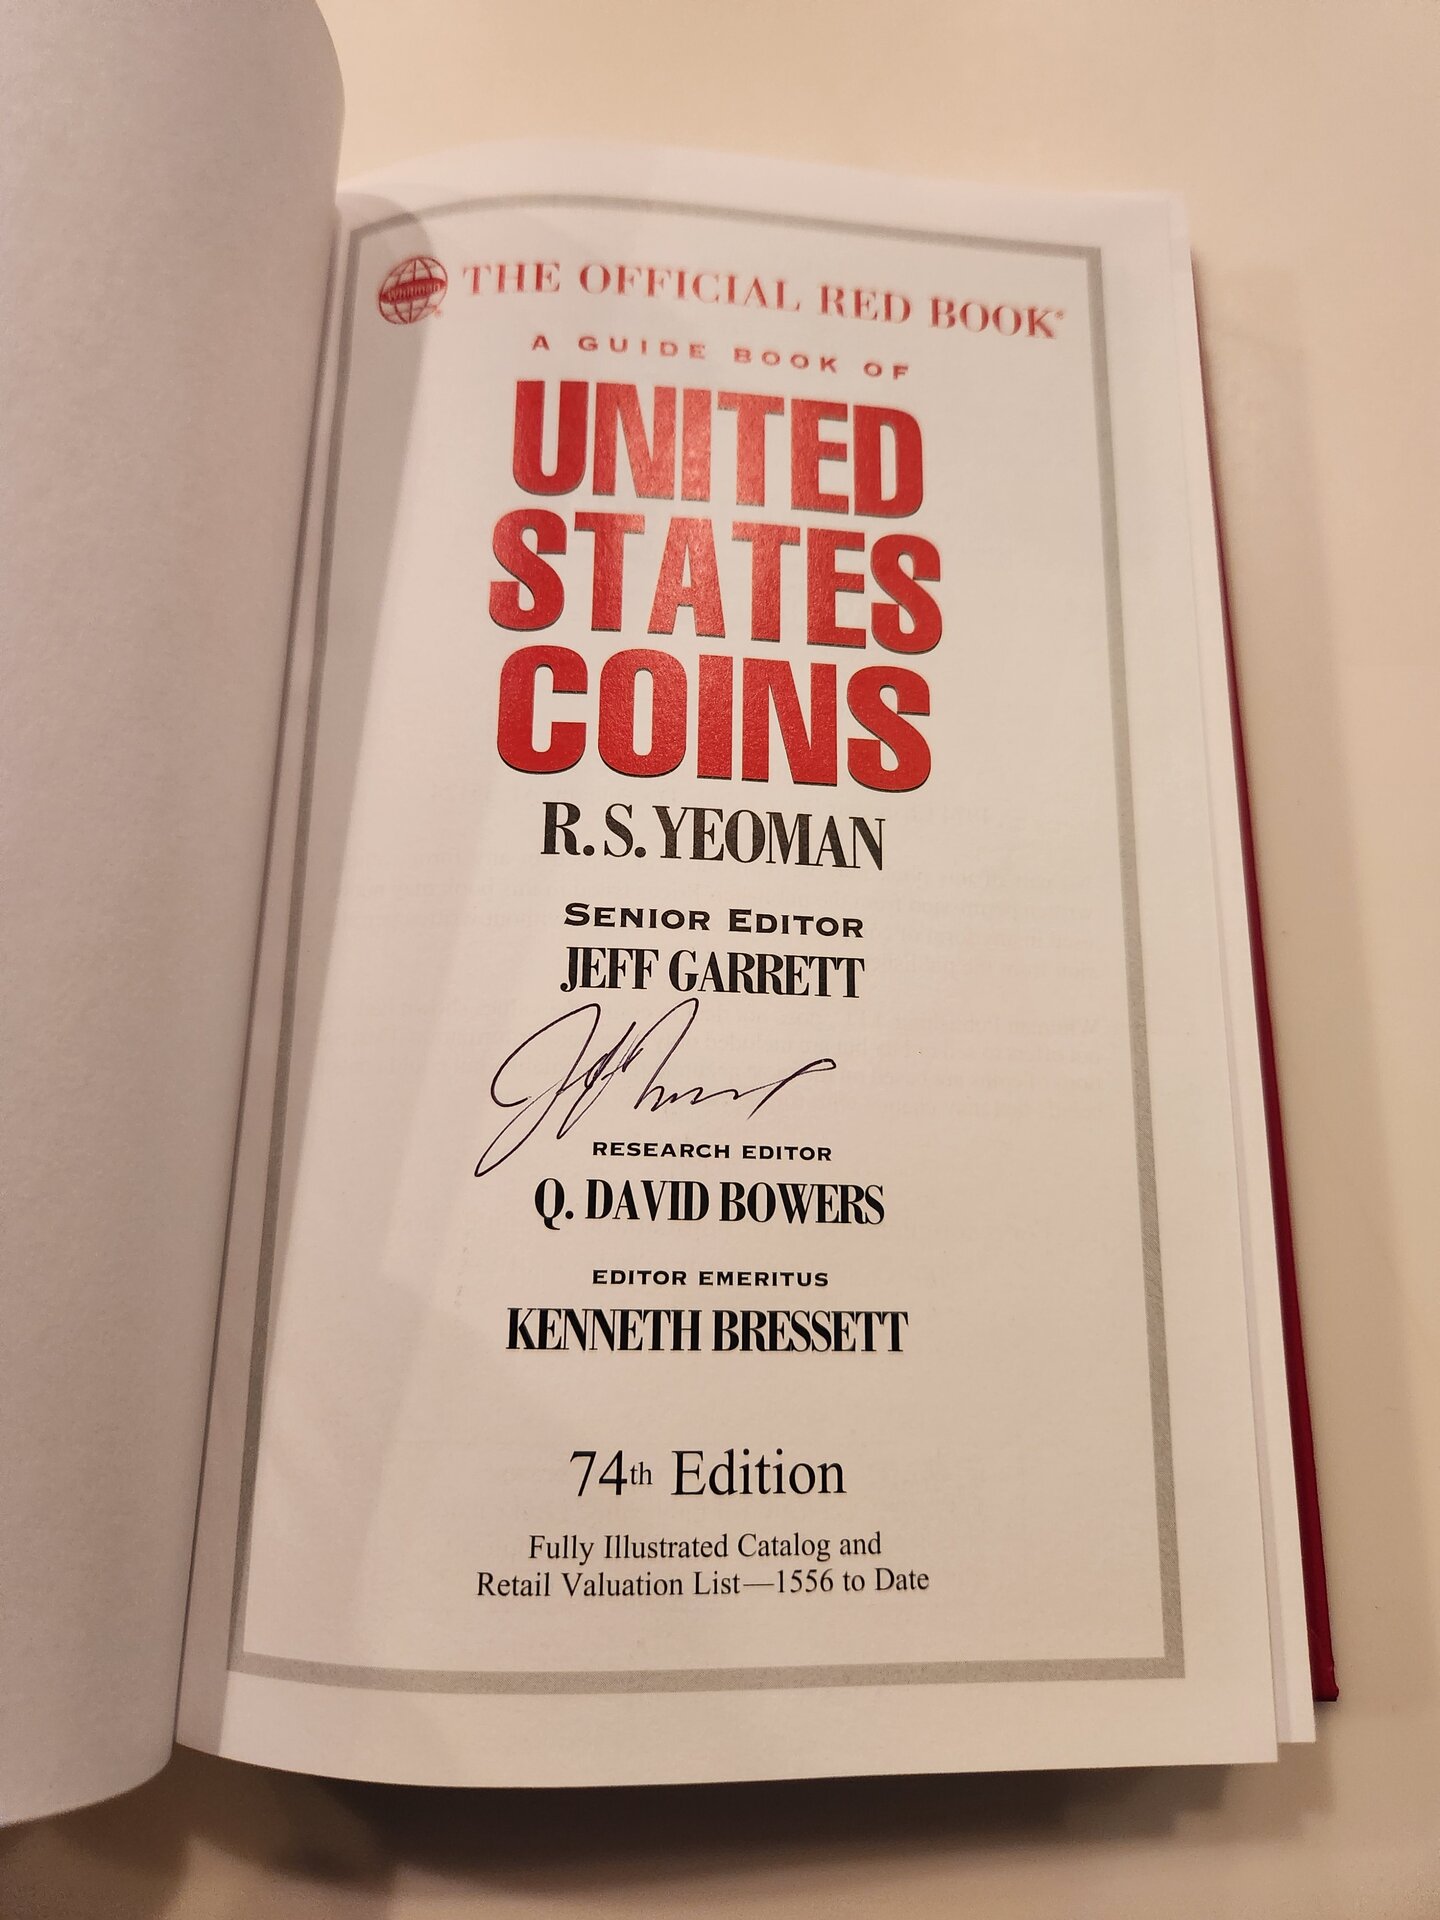 Whitman®
THE OFFICIAL RED BOOK®
A GUIDE BOOK OF
UNITED
STATES
COINS
R. S. YEOMAN
SENIOR EDITOR
JEFF GARRETT
RESEARCH EDITOR
Q. DAVID BOWERS
EDITOR EMERITUS
KENNETH BRESSETT
74th Edition
Fully Illustrated Catalog and
Retail Valuation List—1556 to Date